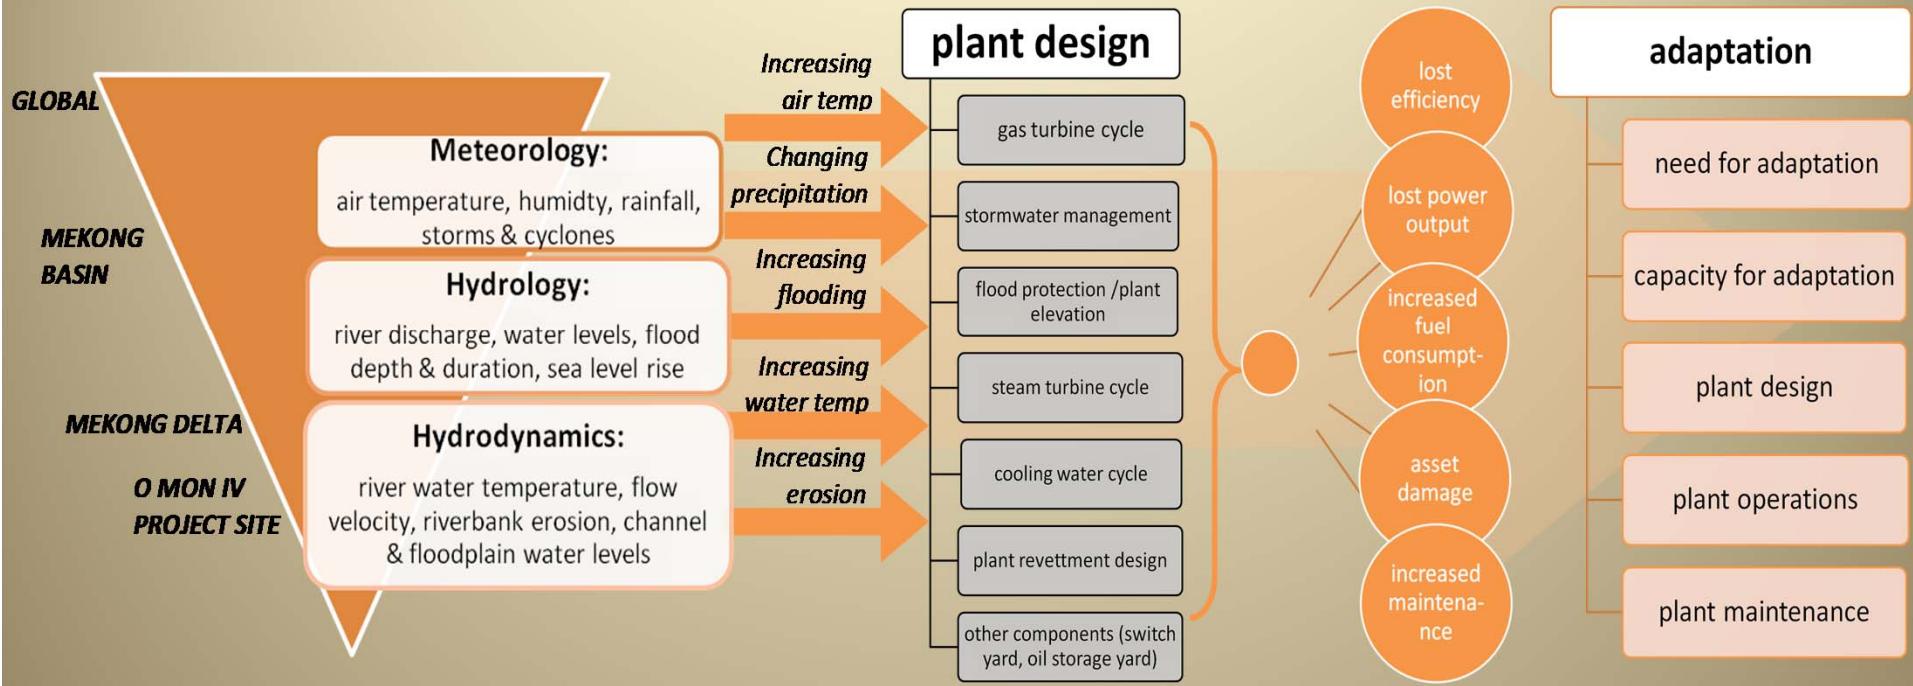 GLOBAL
MEKONG
BASIN
MEKONG DELTA
O MON IV
PROJECT SITE
Meteorology:
air temperature, humidty, rainfall,
storms & cyclones
Hydrology:
river discharge, water levels, flood
depth & duration, sea level rise
Hydrodynamics:
river water temperature, flow
velocity, riverbank erosion, channel
& floodplain water levels
Increasing
air temp
Changing
precipitation
Increasing
flooding
Increasing
water temp
Increasing
erosion
plant design
gas turbine cycle
stormwater management
flood protection /plant
elevation
steam turbine cycle
cooling water cycle
plant revettment design
other components (switch
yard, oil storage yard)
lost
efficiency
lost power
output
increased
fuel
consumpt-
ion
asset
damage
increased
maintena-
nce
adaptation
need for adaptation
capacity for adaptation
plant design
plant operations
plant maintenance